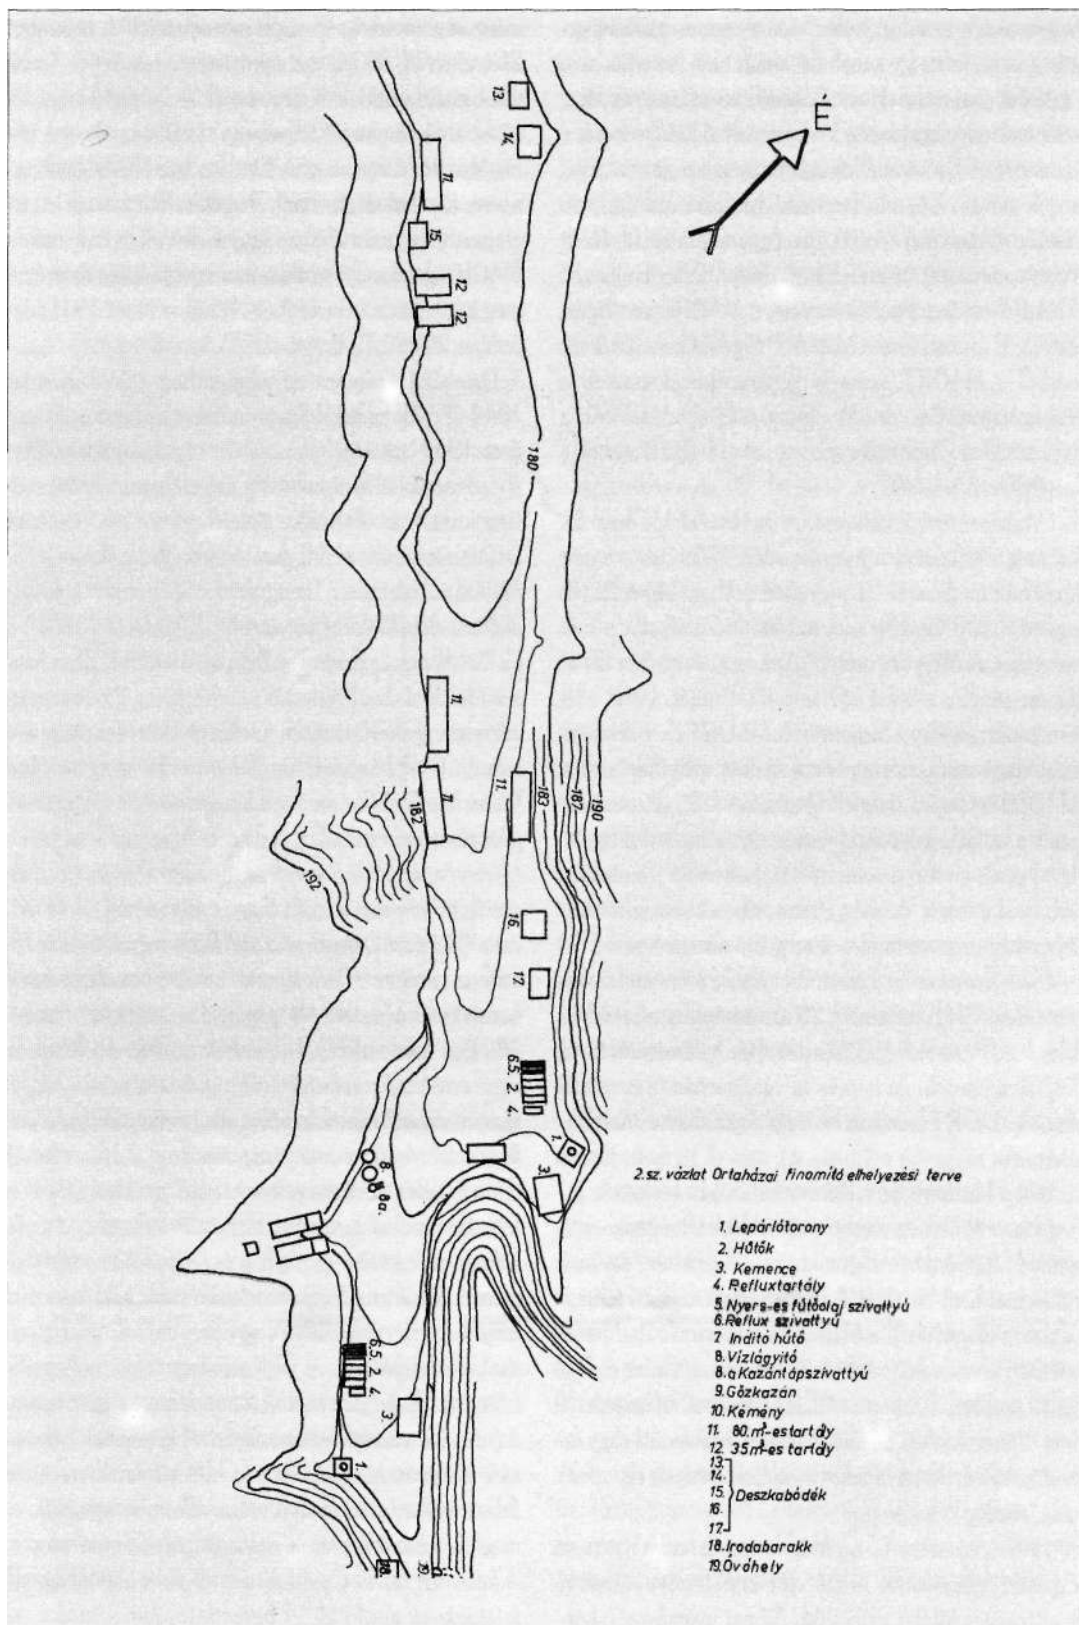 É
13.
14.
11.
15.
12
12
180
11.
11.
182
11.
183
187
190
192
16.
17.
6.5. 2. 4.
1.
3.
8.
8a.
6.5. 2. 4.
3.
1.
18.
19.
2.sz. vázlat Ortaházai finomító elhelyezési terve
1. Lepárlótorony
2. Hűtők
3. Kemence
4. Refluxtartály
5. Nyers-es fűtőolaj szivattyú
6. Reflux szivattyú
7. Indító hűtő
8. Vízlágyító
8.a Kazántápszivattyú
9. Gőzkazán
10. Kémény
11. 80.m³-es tartály
12. 35 m³-es tartály
13.
14.
15. Deszkabódék
16.
17.
18. Irodabarakk
19. Óvóhely